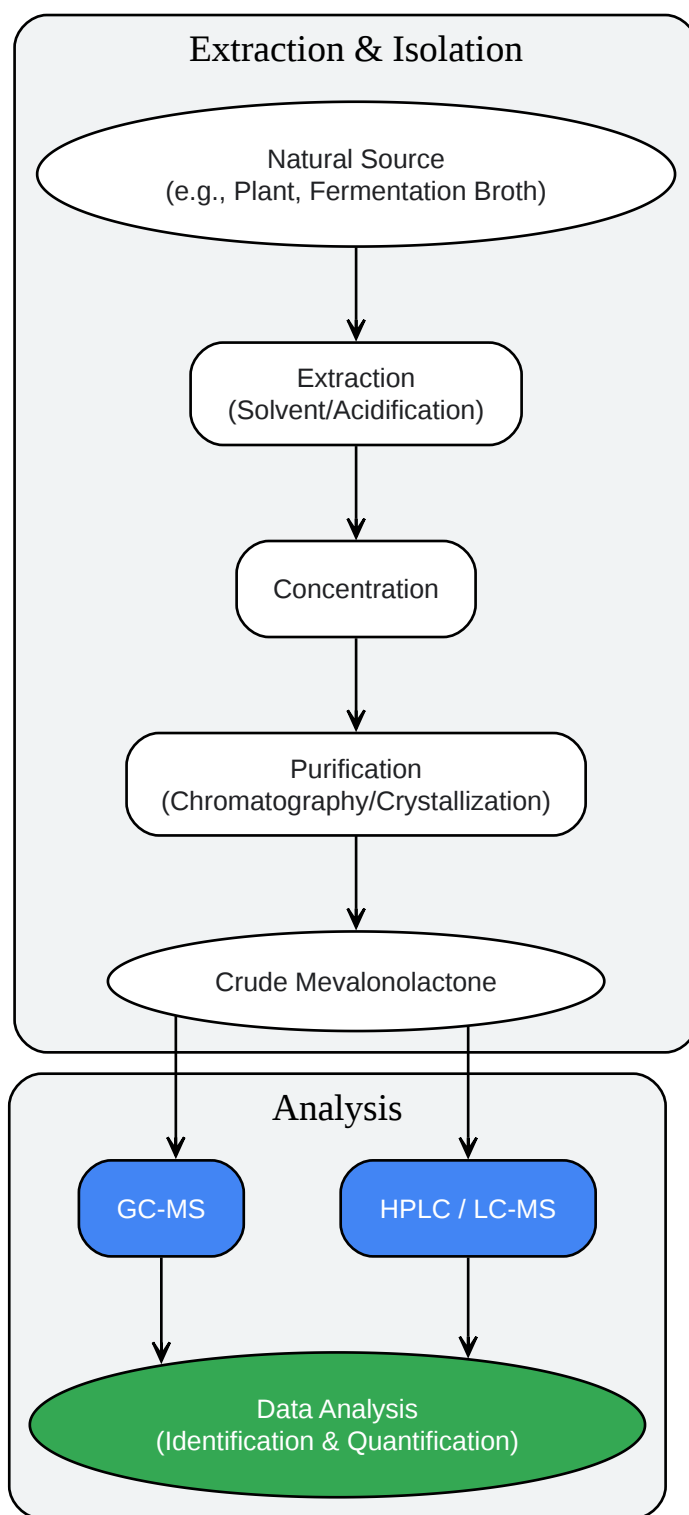 Extraction & Isolation
Natural Source
(e.g., Plant, Fermentation Broth)
Extraction
(Solvent/Acidification)
Concentration
Purification
(Chromatography/Crystallization)
Crude Mevalonolactone
Analysis
GC-MS
HPLC / LC-MS
Data Analysis
(Identification & Quantification)